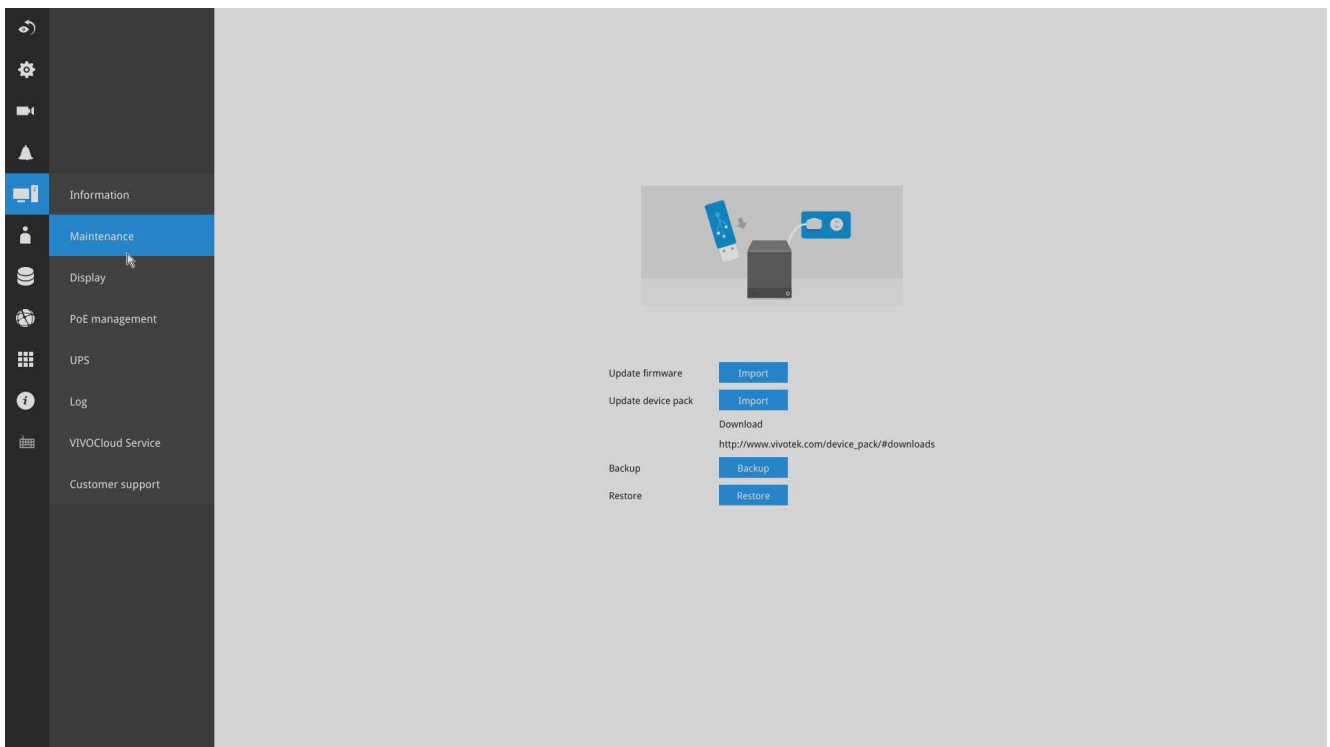 Information
Maintenance
Display
PoE management
UPS
Log
VIVOCloud Service
Customer support
Update firmware Import
Update device pack Import
Download
http://www.vivotek.com/device_pack/#downloads
Backup Backup
Restore Restore